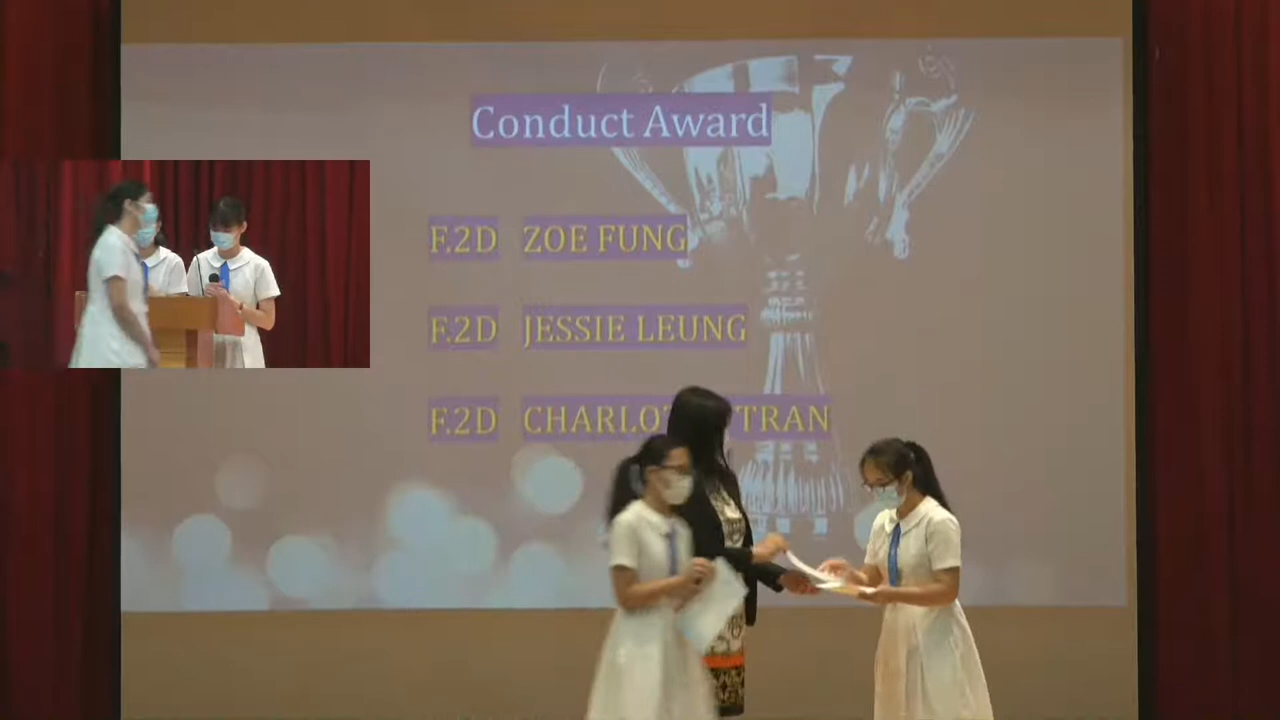 Conduct Award
F.2D ZOE FUNG
F.2D JESSIE LEUNG
F.2D TRAN